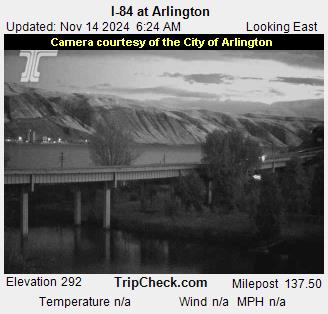 I-84 at Arlington
Updated: Nov 14 2024 6:24 AM Looking East
Camera courtesy of the City of Arlington
Elevation 292 TripCheck.com Milepost 137.50
Temperature n/a Wind n/a MPH n/a